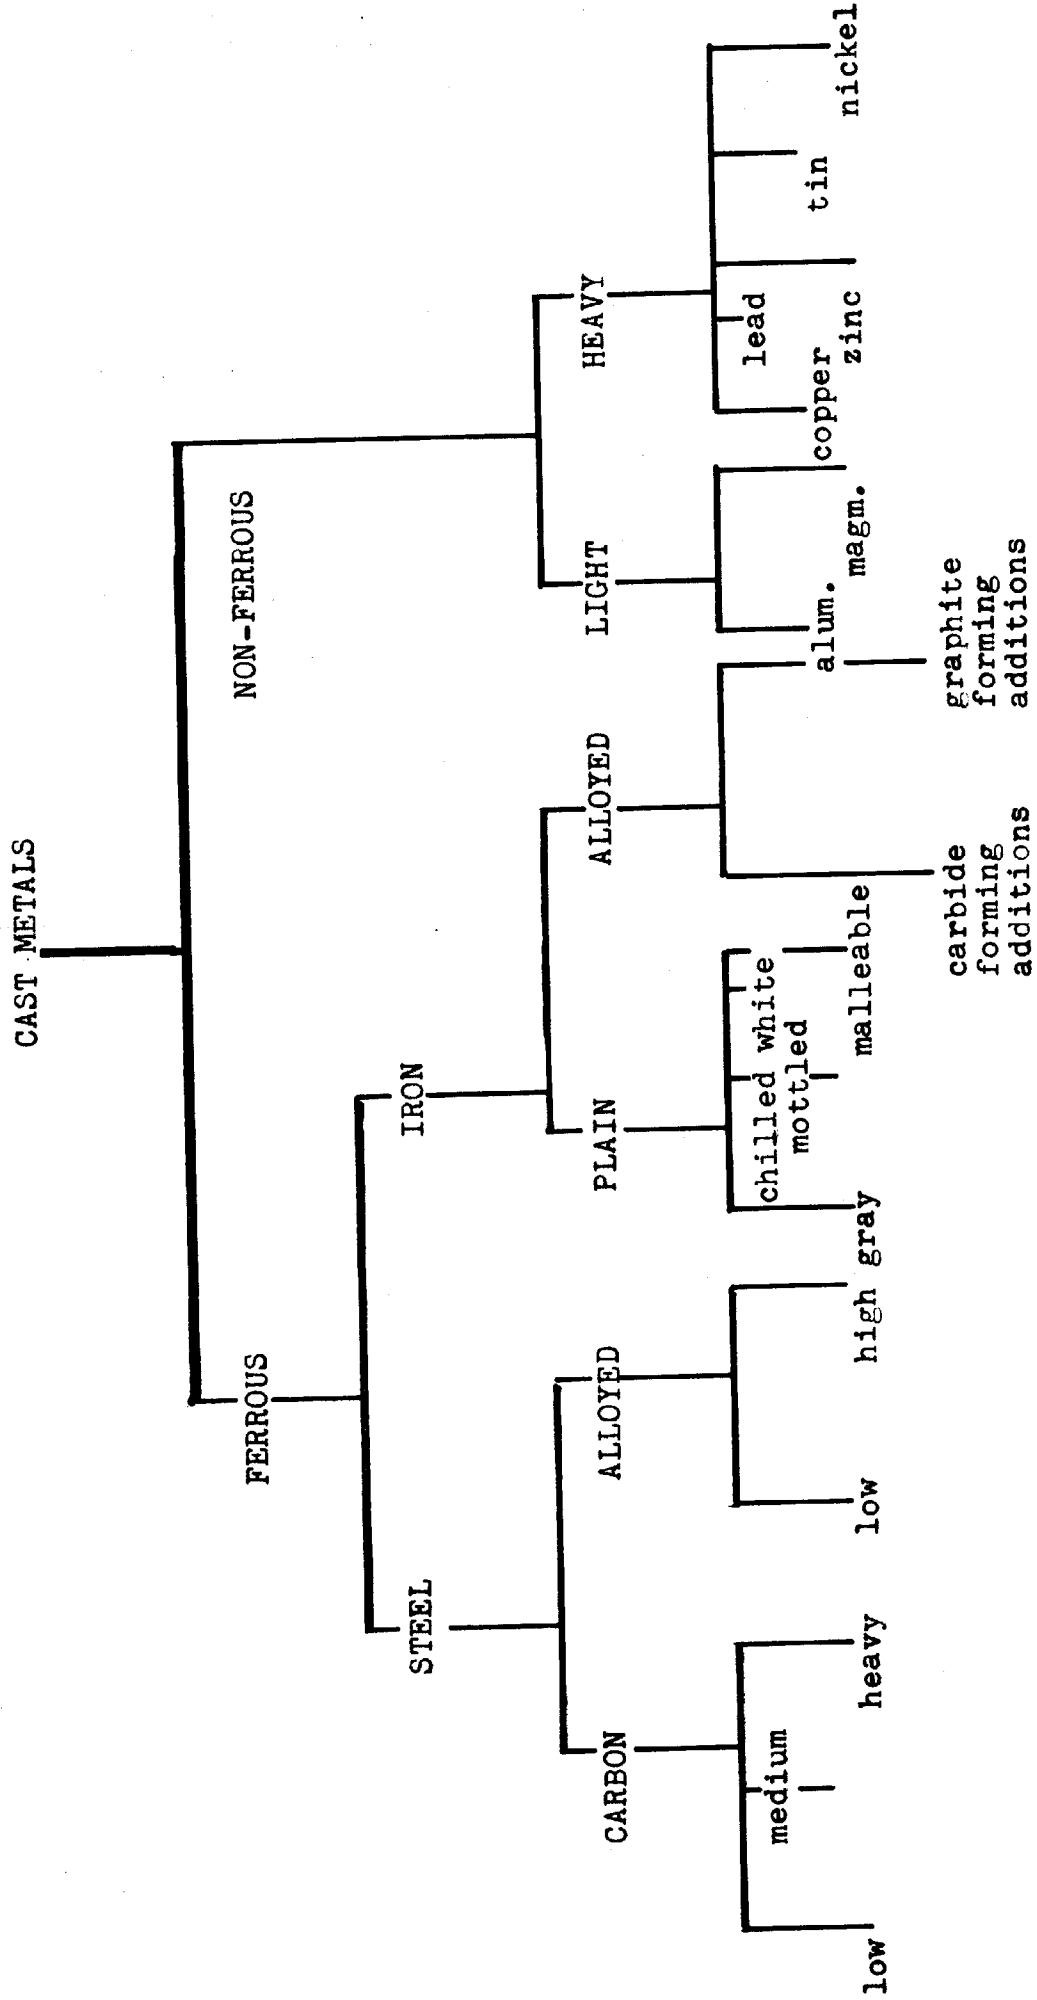 CAST METALS
FERROUS
NON-FERROUS
STEEL
IRON
CARBON
ALLOYED
PLAIN
ALLOYED
LIGHT
HEAVY
low
medium
heavy
low
high
gray
chilled
mottled
white
malleable
carbide
forming
additions
graphite
forming
additions
alum.
magm.
copper
lead
zinc
tin
nickel